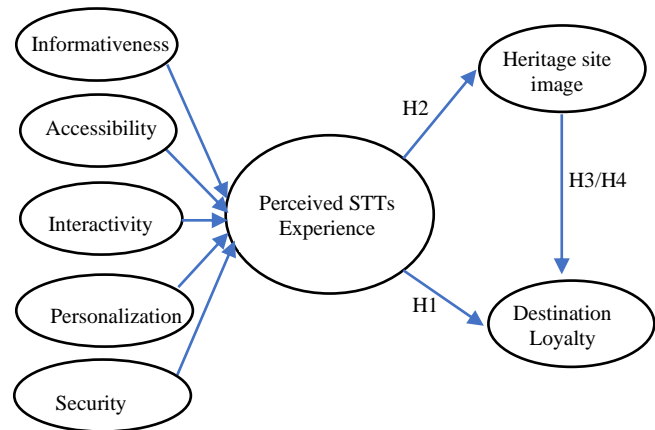 Informativeness
Accessibility
Interactivity
Personalization
Security
Perceived STTs
Experience
H2
H1
Heritage site
image
H3/H4
Destination
Loyalty